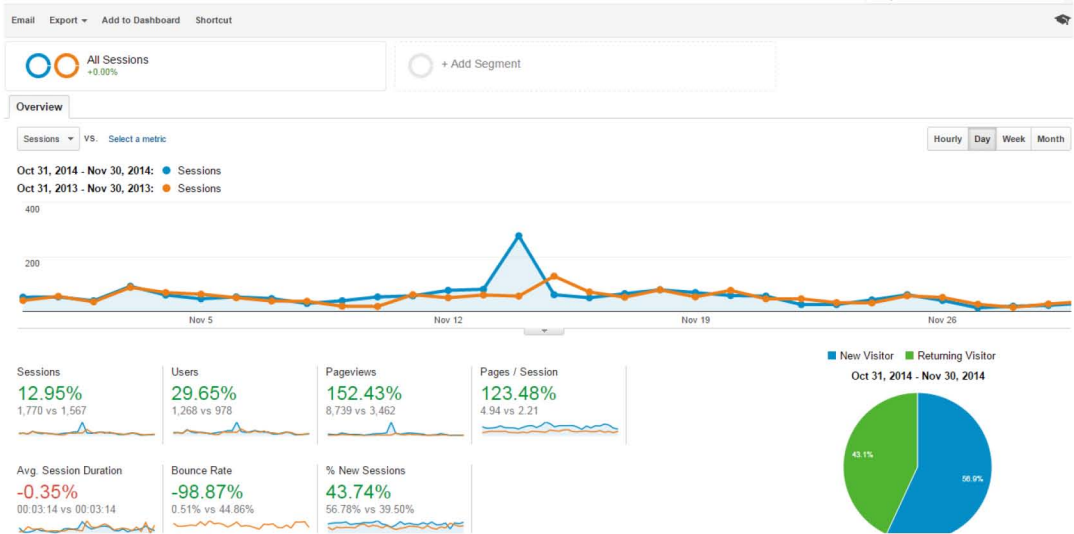 Email Export Add to Dashboard Shortcut
All Sessions
+0.00%
+ Add Segment
Overview
Sessions VS. Select a metric
Hourly Day Week Month
Oct 31, 2014 - Nov 30, 2014: Sessions
Oct 31, 2013 - Nov 30, 2013: Sessions
400
200
Nov 5 Nov 12 Nov 19 Nov 26
New Visitor Returning Visitor
Oct 31, 2014 - Nov 30, 2014
Sessions
12.95%
1,770 vs 1,567
Users
29.65%
1,268 vs 978
Pageviews
152.43%
8,739 vs 3,462
Pages / Session
123.48%
4.94 vs 2.21
43.1%
56.9%
Avg. Session Duration
-0.35%
00:03:14 vs 00:03:14
Bounce Rate
-98.87%
0.51% vs 44.86%
% New Sessions
43.74%
56.78% vs 39.50%